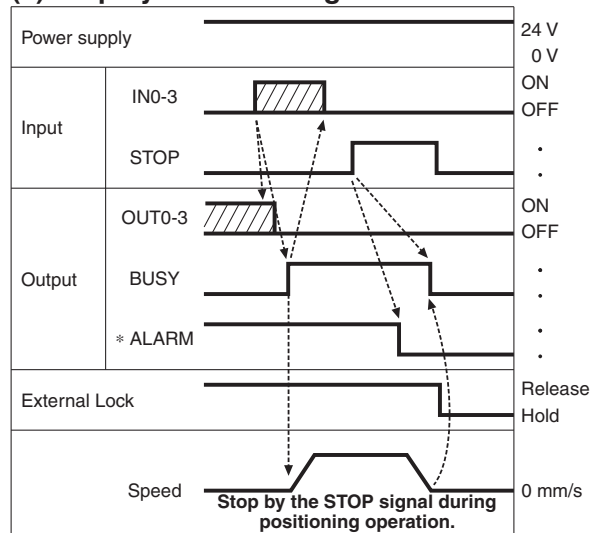 Power supply
24 V
0 V
Input
IN0-3
ON
OFF
STOP
Output
OUT0-3
ON
OFF
BUSY
* ALARM
External Lock
Release
Hold
Speed
0 mm/s
Stop by the STOP signal during
positioning operation.